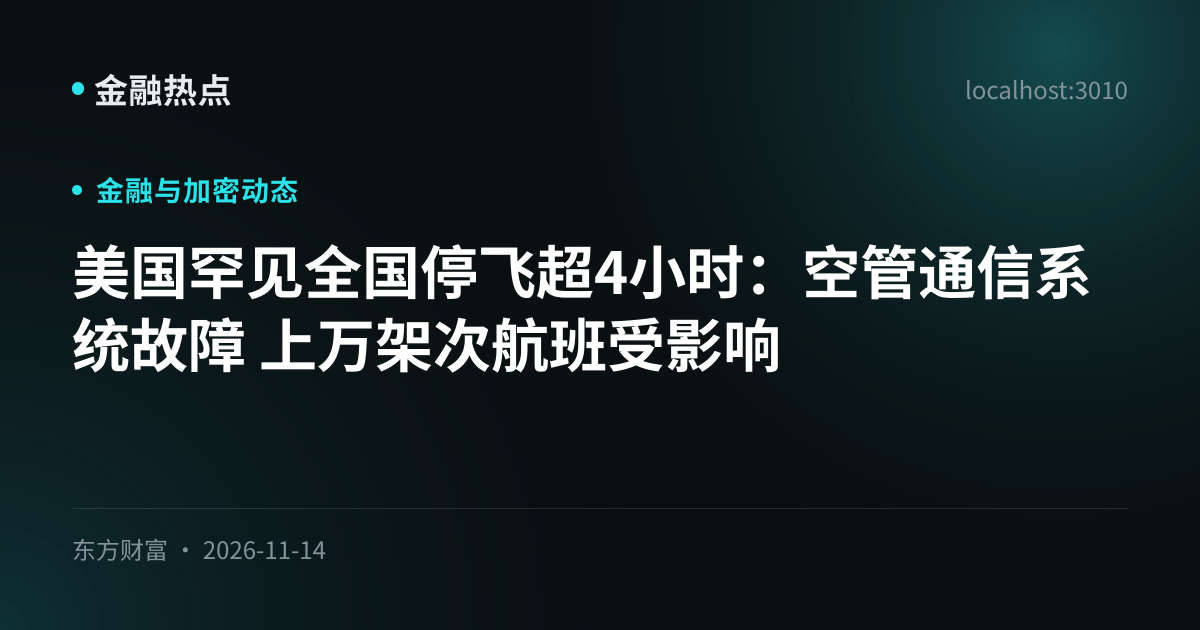 金融热点
localhost:3010
金融与加密动态
美国罕见全国停飞超4小时：空管通信系
统故障 上万架次航班受影响
东方财富 · 2026-11-14